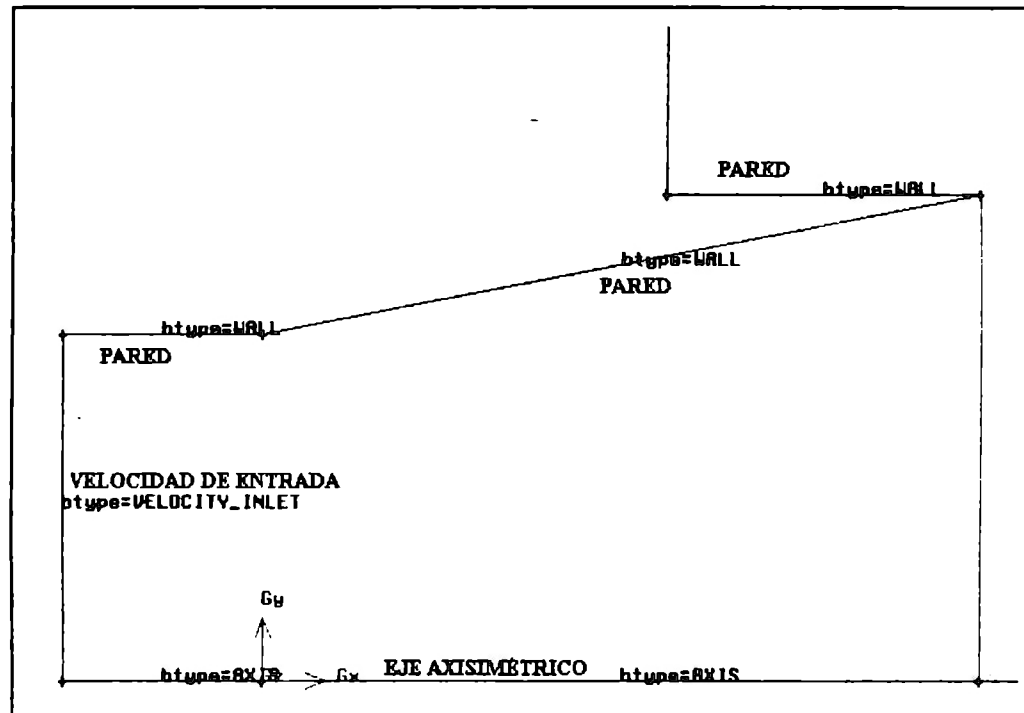 PARED
btype=WALL
btype=WALL
PARED
btype=WALL
PARED
VELOCIDAD DE ENTRADA
btype=VELOCITY_INLET
Gy
btype=AXIS
Gx
EJE AXISIMÉTRICO
btype=AXIS